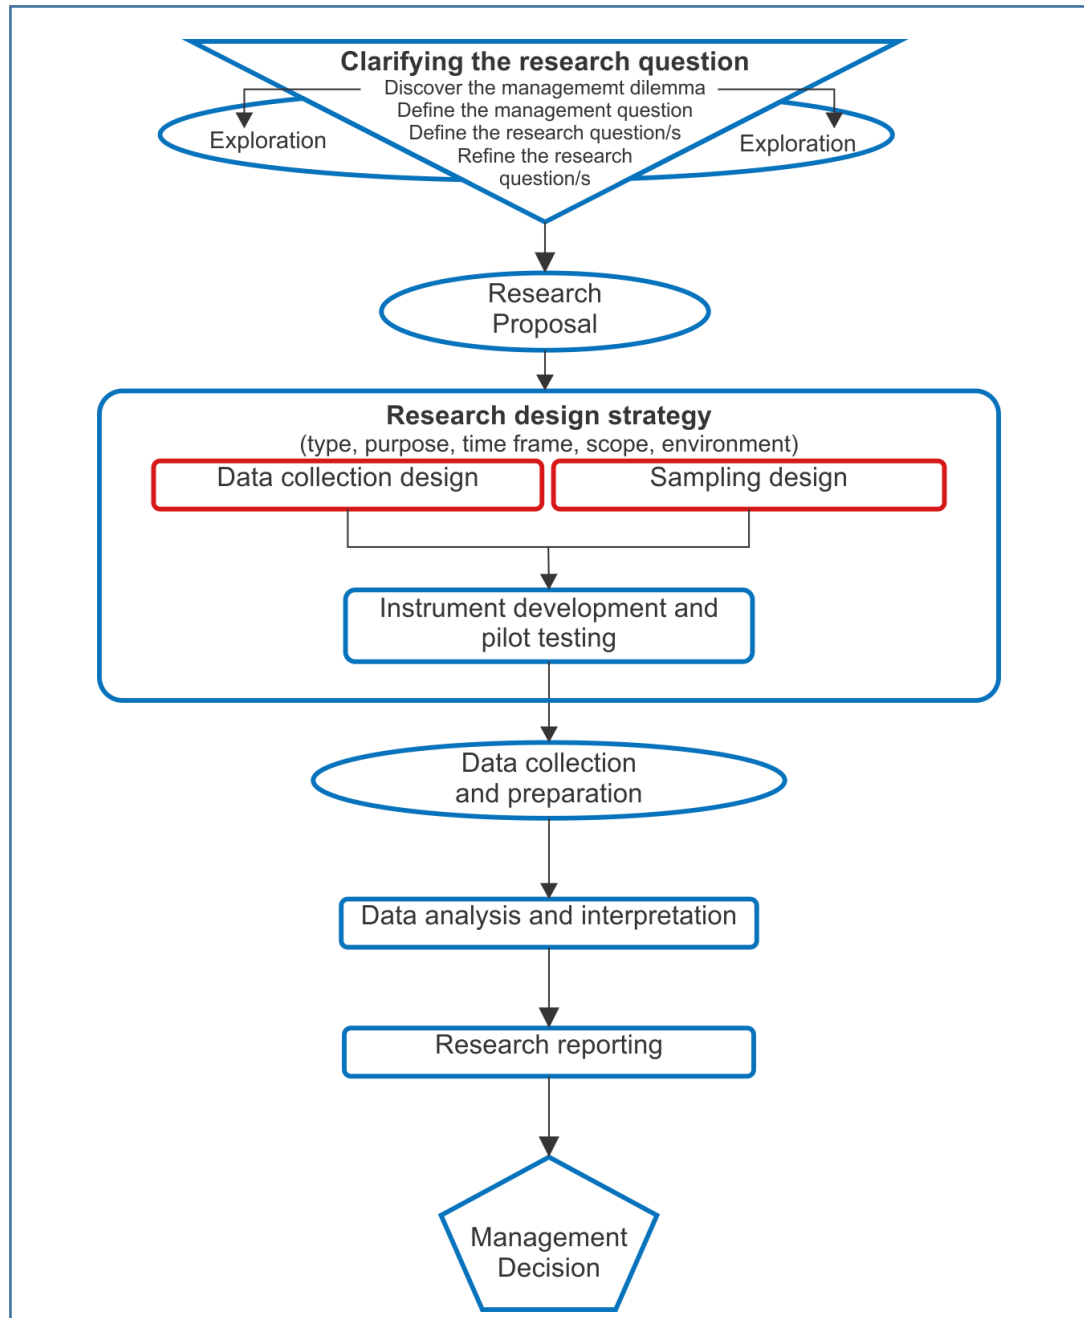 Clarifying the research question
Discover the managememt dilemma
Define the management question
Define the research question/s
Refine the research
question/s
Exploration
Exploration
Research
Proposal
Research design strategy
(type, purpose, time frame, scope, environment)
Data collection design
Sampling design
Instrument development and
pilot testing
Data collection
and preparation
Data analysis and interpretation
Research reporting
Management
Decision